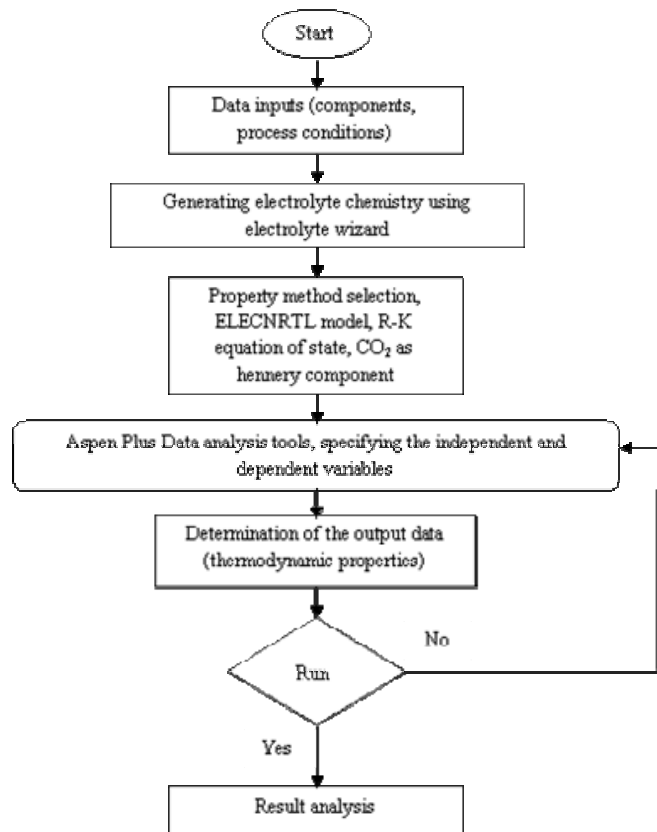 Start
Data inputs (components,
process conditions)
Generating electrolyte chemistry using
electrolyte wizard
Property method selection,
ELECNRTL model, R-K
equation of state, CO₂ as
hennery component
Aspen Plus Data analysis tools, specifying the independent and
dependent variables
Determination of the output data
(thermodynamic properties)
No
Run
Yes
Result analysis